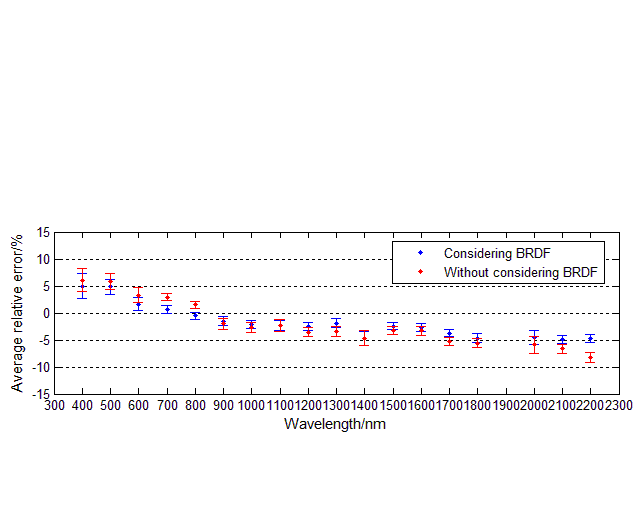 Average relative error/%
15
10
5
0
-5
-10
-15
Considering BRDF
Without considering BRDF
300 400 500 600 700 800 900 1000 1100 1200 1300 1400 1500 1600 1700 1800 1900 2000 2100 2200 2300
Wavelength/nm